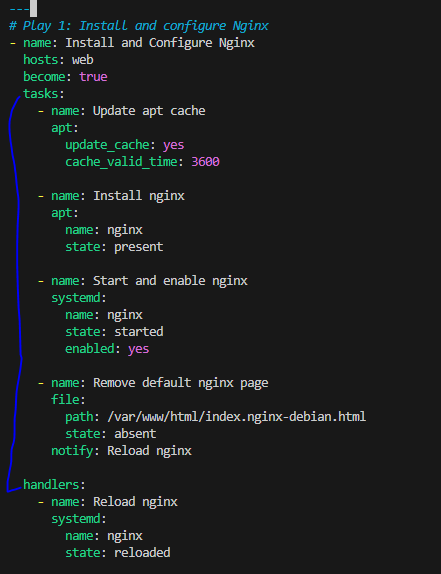 ---
# Play 1: Install and configure Nginx
- name: Install and Configure Nginx
  hosts: web
  become: true
  tasks:
    - name: Update apt cache
      apt:
        update_cache: yes
        cache_valid_time: 3600

    - name: Install nginx
      apt:
        name: nginx
        state: present

    - name: Start and enable nginx
      systemd:
        name: nginx
        state: started
        enabled: yes

    - name: Remove default nginx page
      file:
        path: /var/www/html/index.nginx-debian.html
        state: absent
      notify: Reload nginx

  handlers:
    - name: Reload nginx
      systemd:
        name: nginx
        state: reloaded